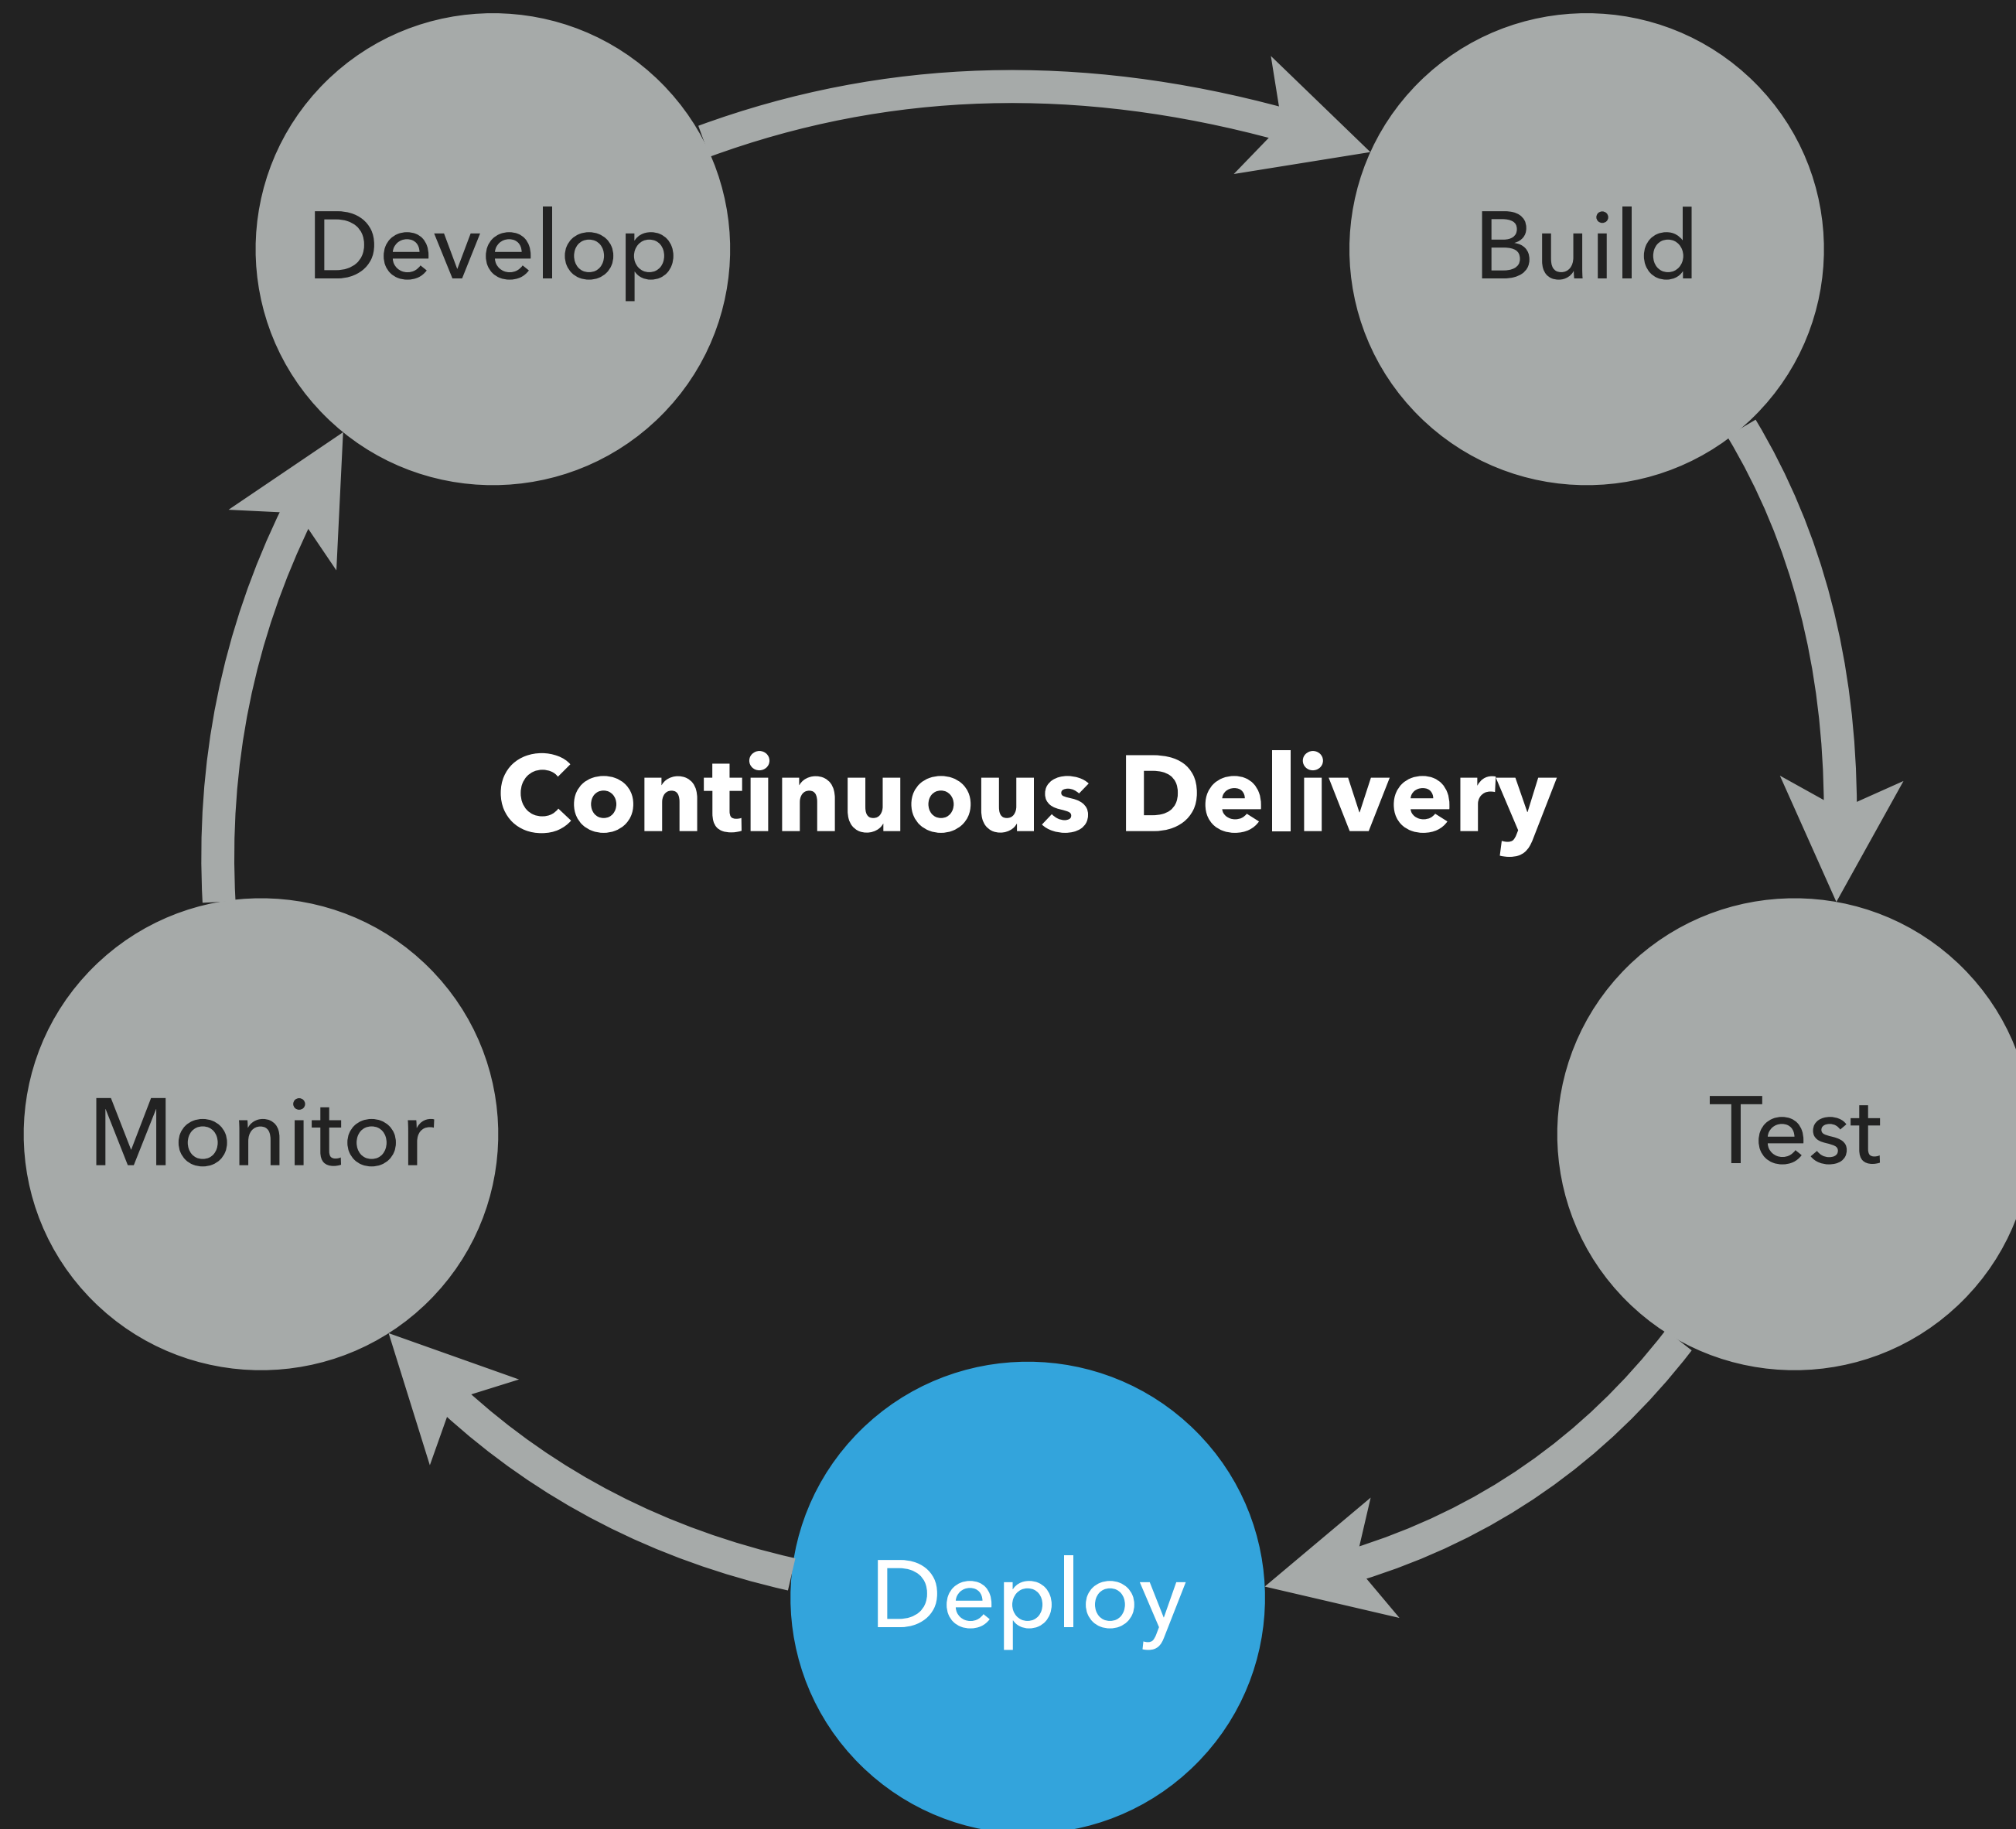 Develop
Build
Continuous Delivery
Monitor
Test
Deploy